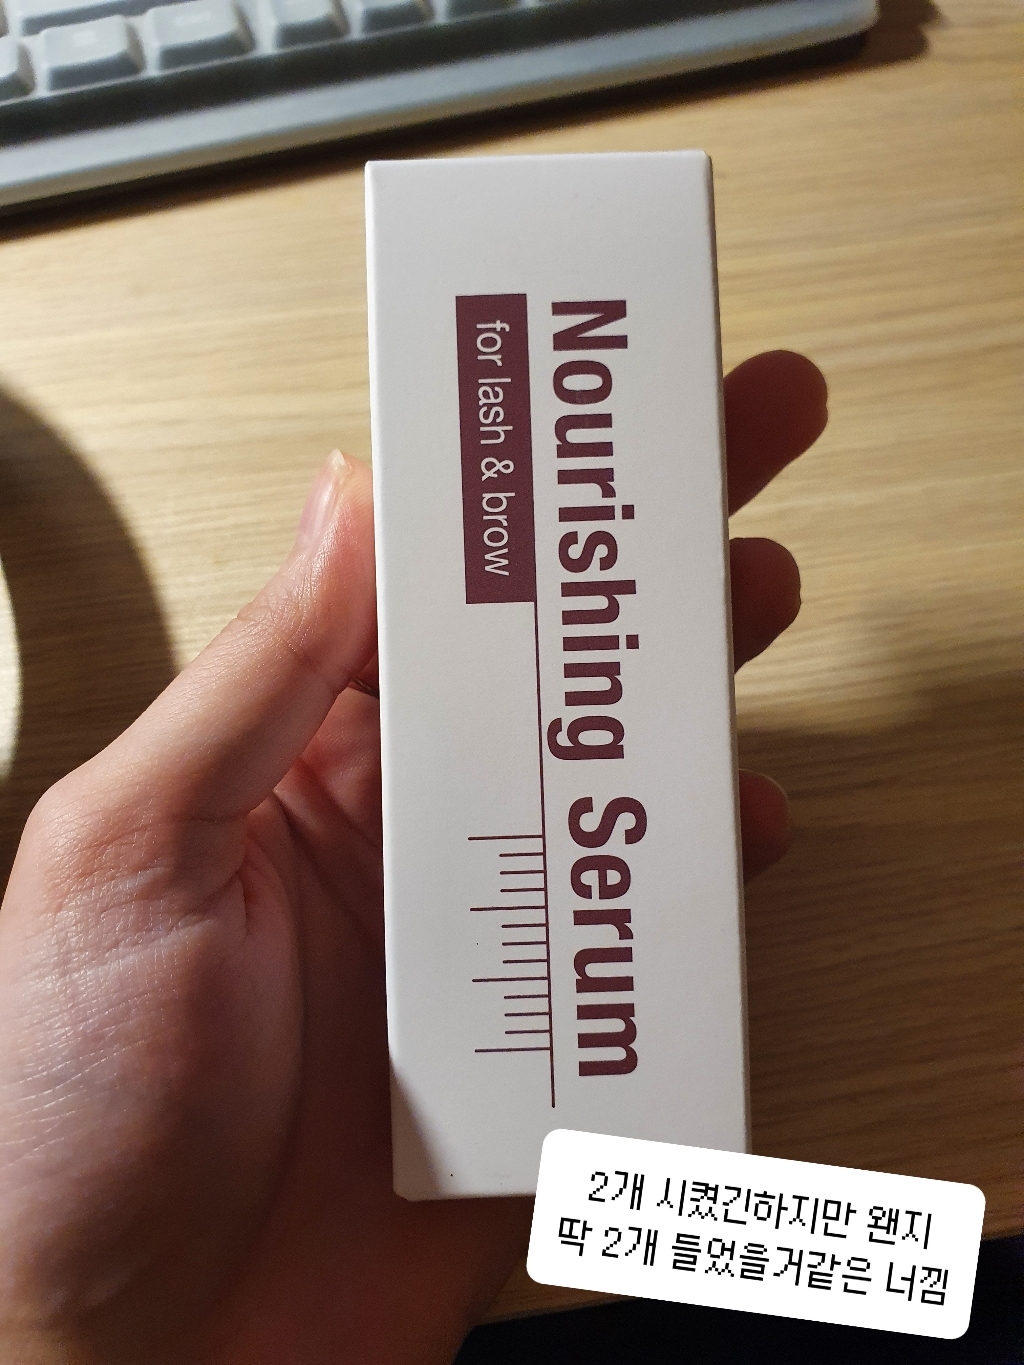 Nourishing Serum
for lash & brow
2개 시켰긴하지만 왠지
딱 2개 들었을거같은 너낌